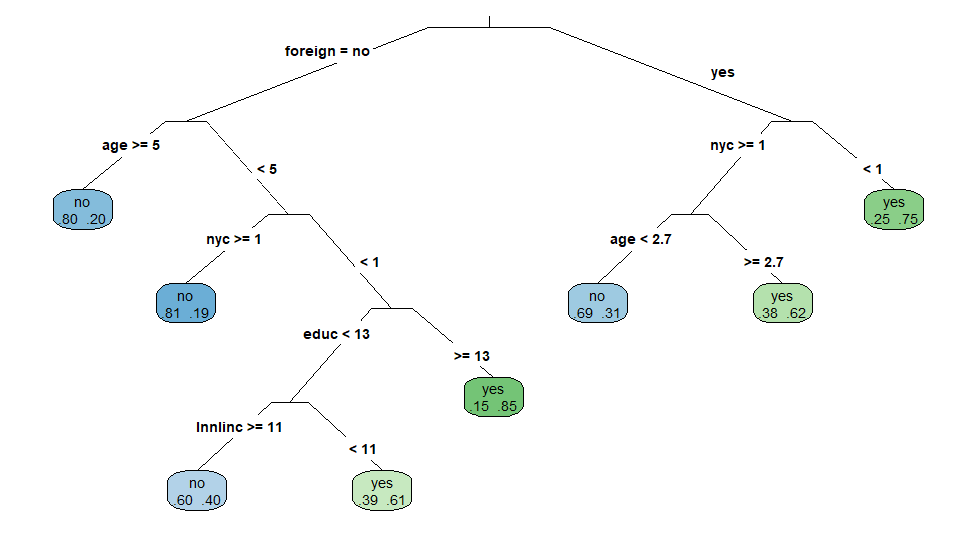 foreign = no
yes
age >= 5
nyc >= 1
< 5
< 1
no
.80 .20
yes
.25 .75
nyc >= 1
age < 2.7
< 1
>= 2.7
no
.81 .19
no
.69 .31
yes
.38 .62
educ < 13
>= 13
yes
.15 .85
lnnlinc >= 11
< 11
no
.60 .40
yes
.39 .61